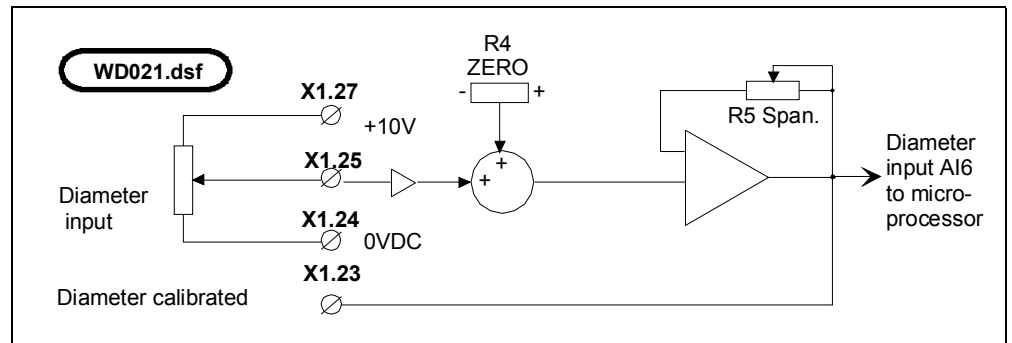 WD021.dsf
R4
ZERO
- +
X1.27
+10V
R5 Span.
X1.25
+
+
Diameter
input
Diameter
input AI6
to micro-
processor
X1.24
0VDC
X1.23
Diameter calibrated